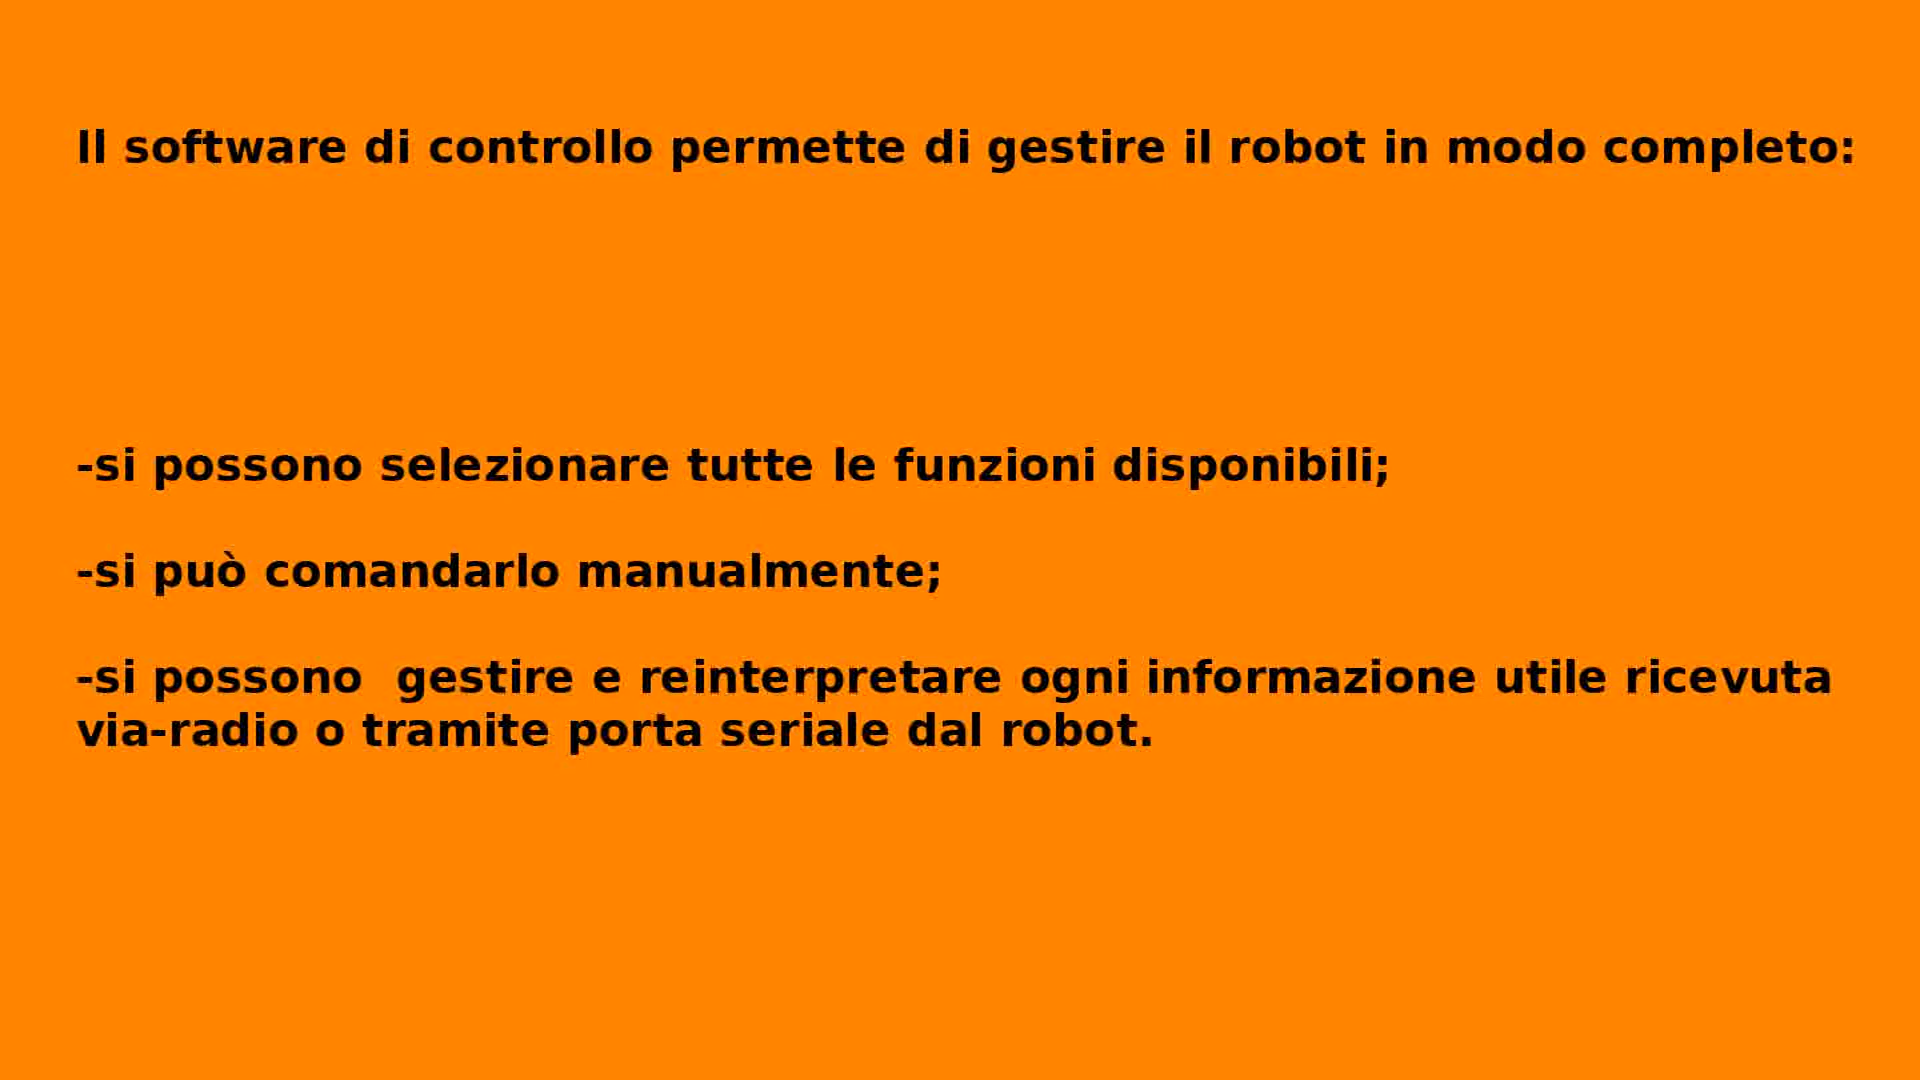 Il software di controllo permette di gestire il robot in modo completo:
-si possono selezionare tutte le funzioni disponibili;
-si può comandarlo manualmente;
-si possono  gestire e reinterpretare ogni informazione utile ricevuta
via-radio o tramite porta seriale dal robot.